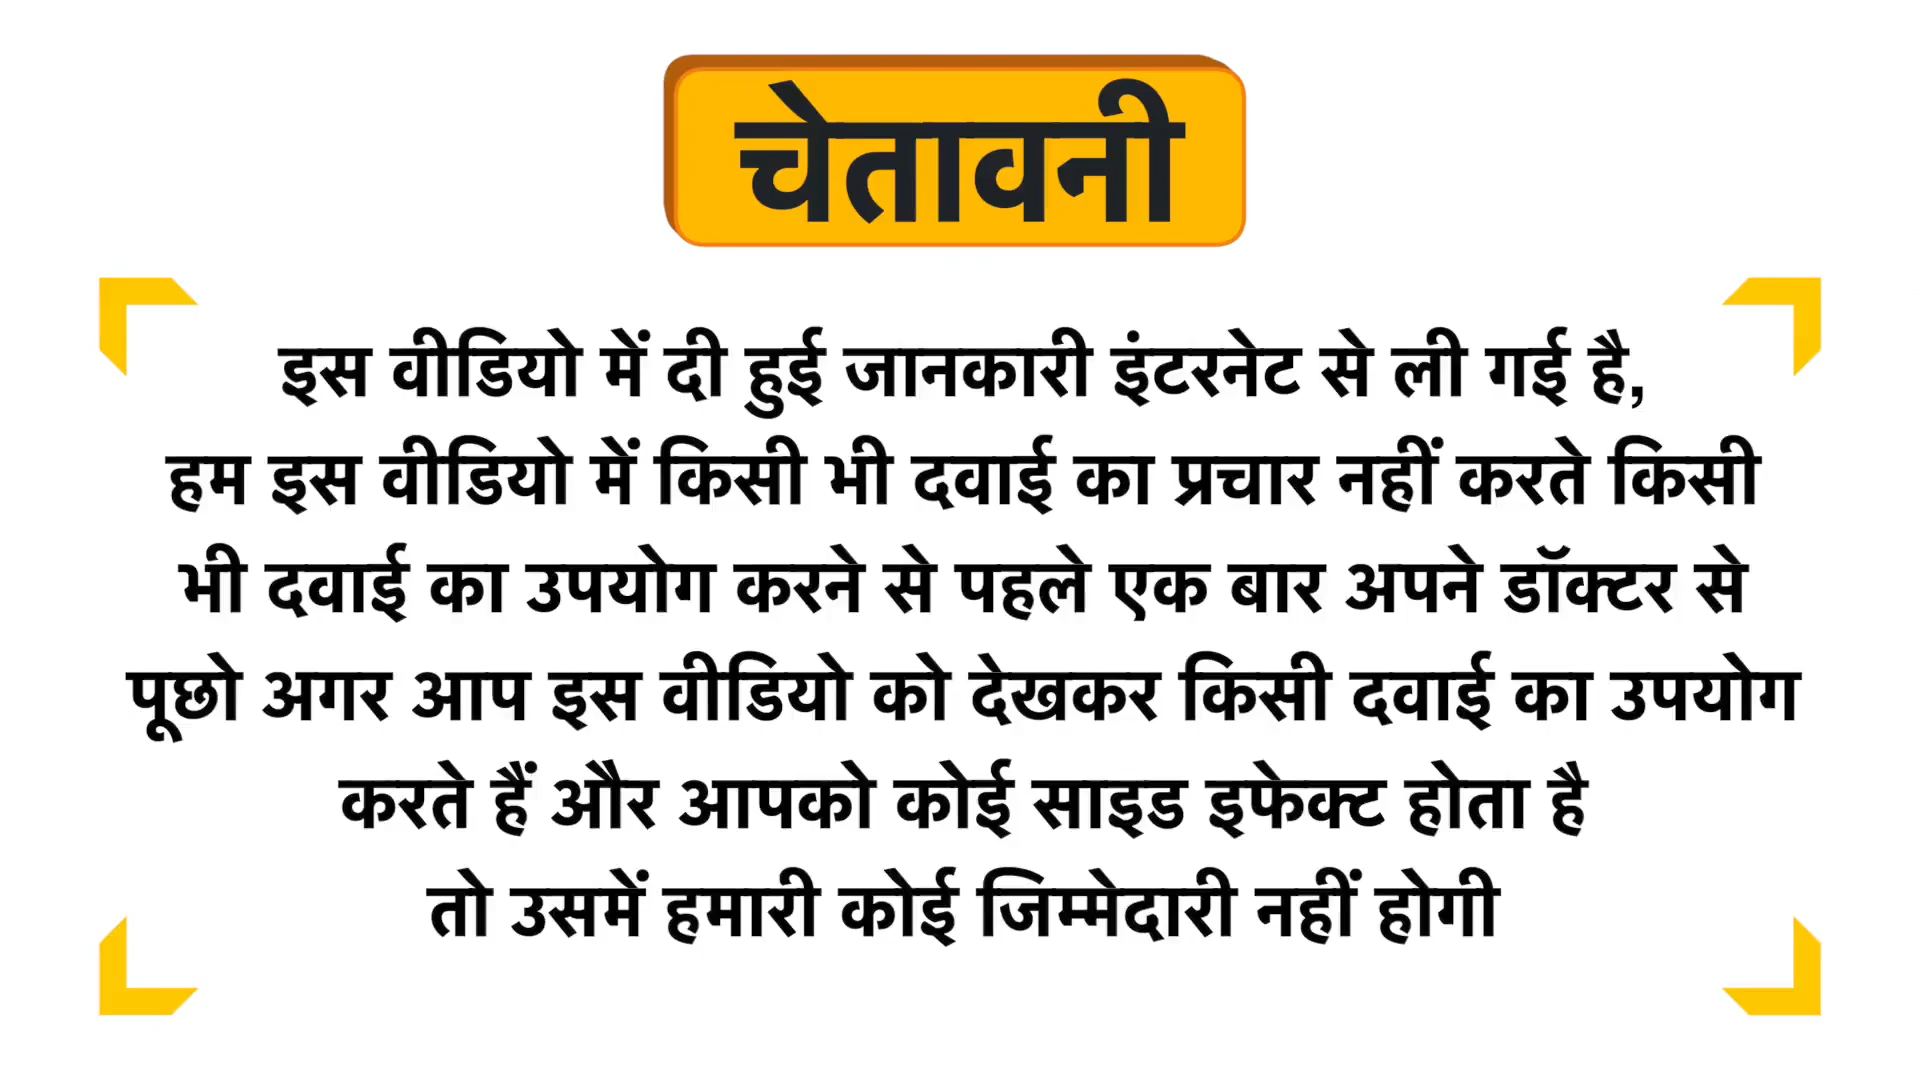 चेतावनी
इस वीडियो में दी हुई जानकारी इंटरनेट से ली गई है,
हम इस वीडियो में किसी भी दवाई का प्रचार नहीं करते किसी
भी दवाई का उपयोग करने से पहले एक बार अपने डॉक्टर से
पूछो अगर आप इस वीडियो को देखकर किसी दवाई का उपयोग
करते हैं और आपको कोई साइड इफेक्ट होता है
तो उसमें हमारी कोई जिम्मेदारी नहीं होगी